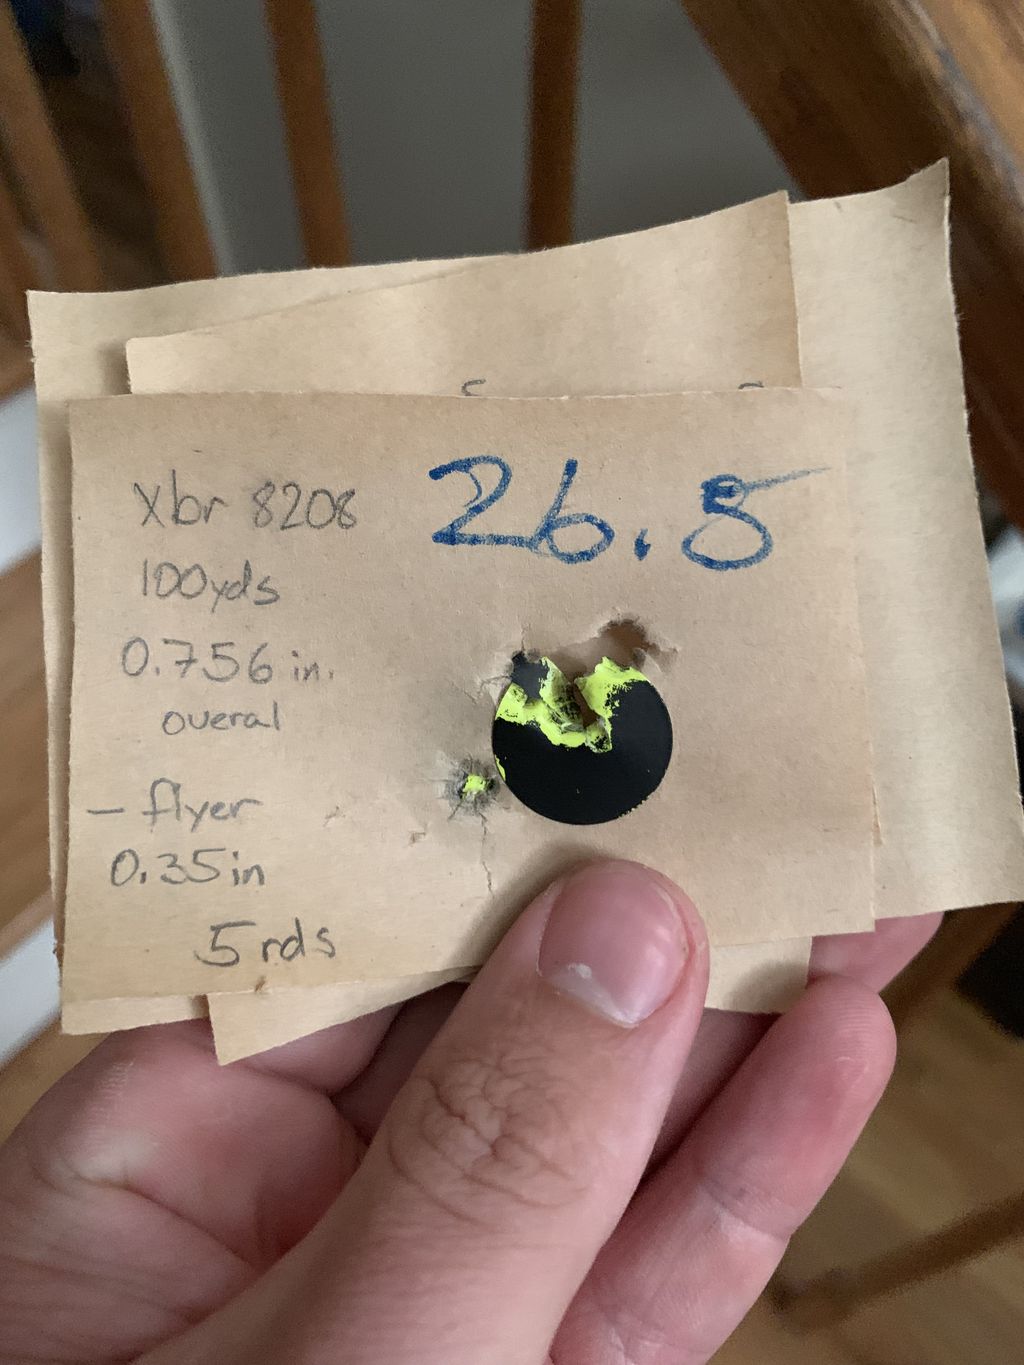 xbr 8208
26.8
100yds
0.756 in.
overal
- flyer
0.35in
5 rds